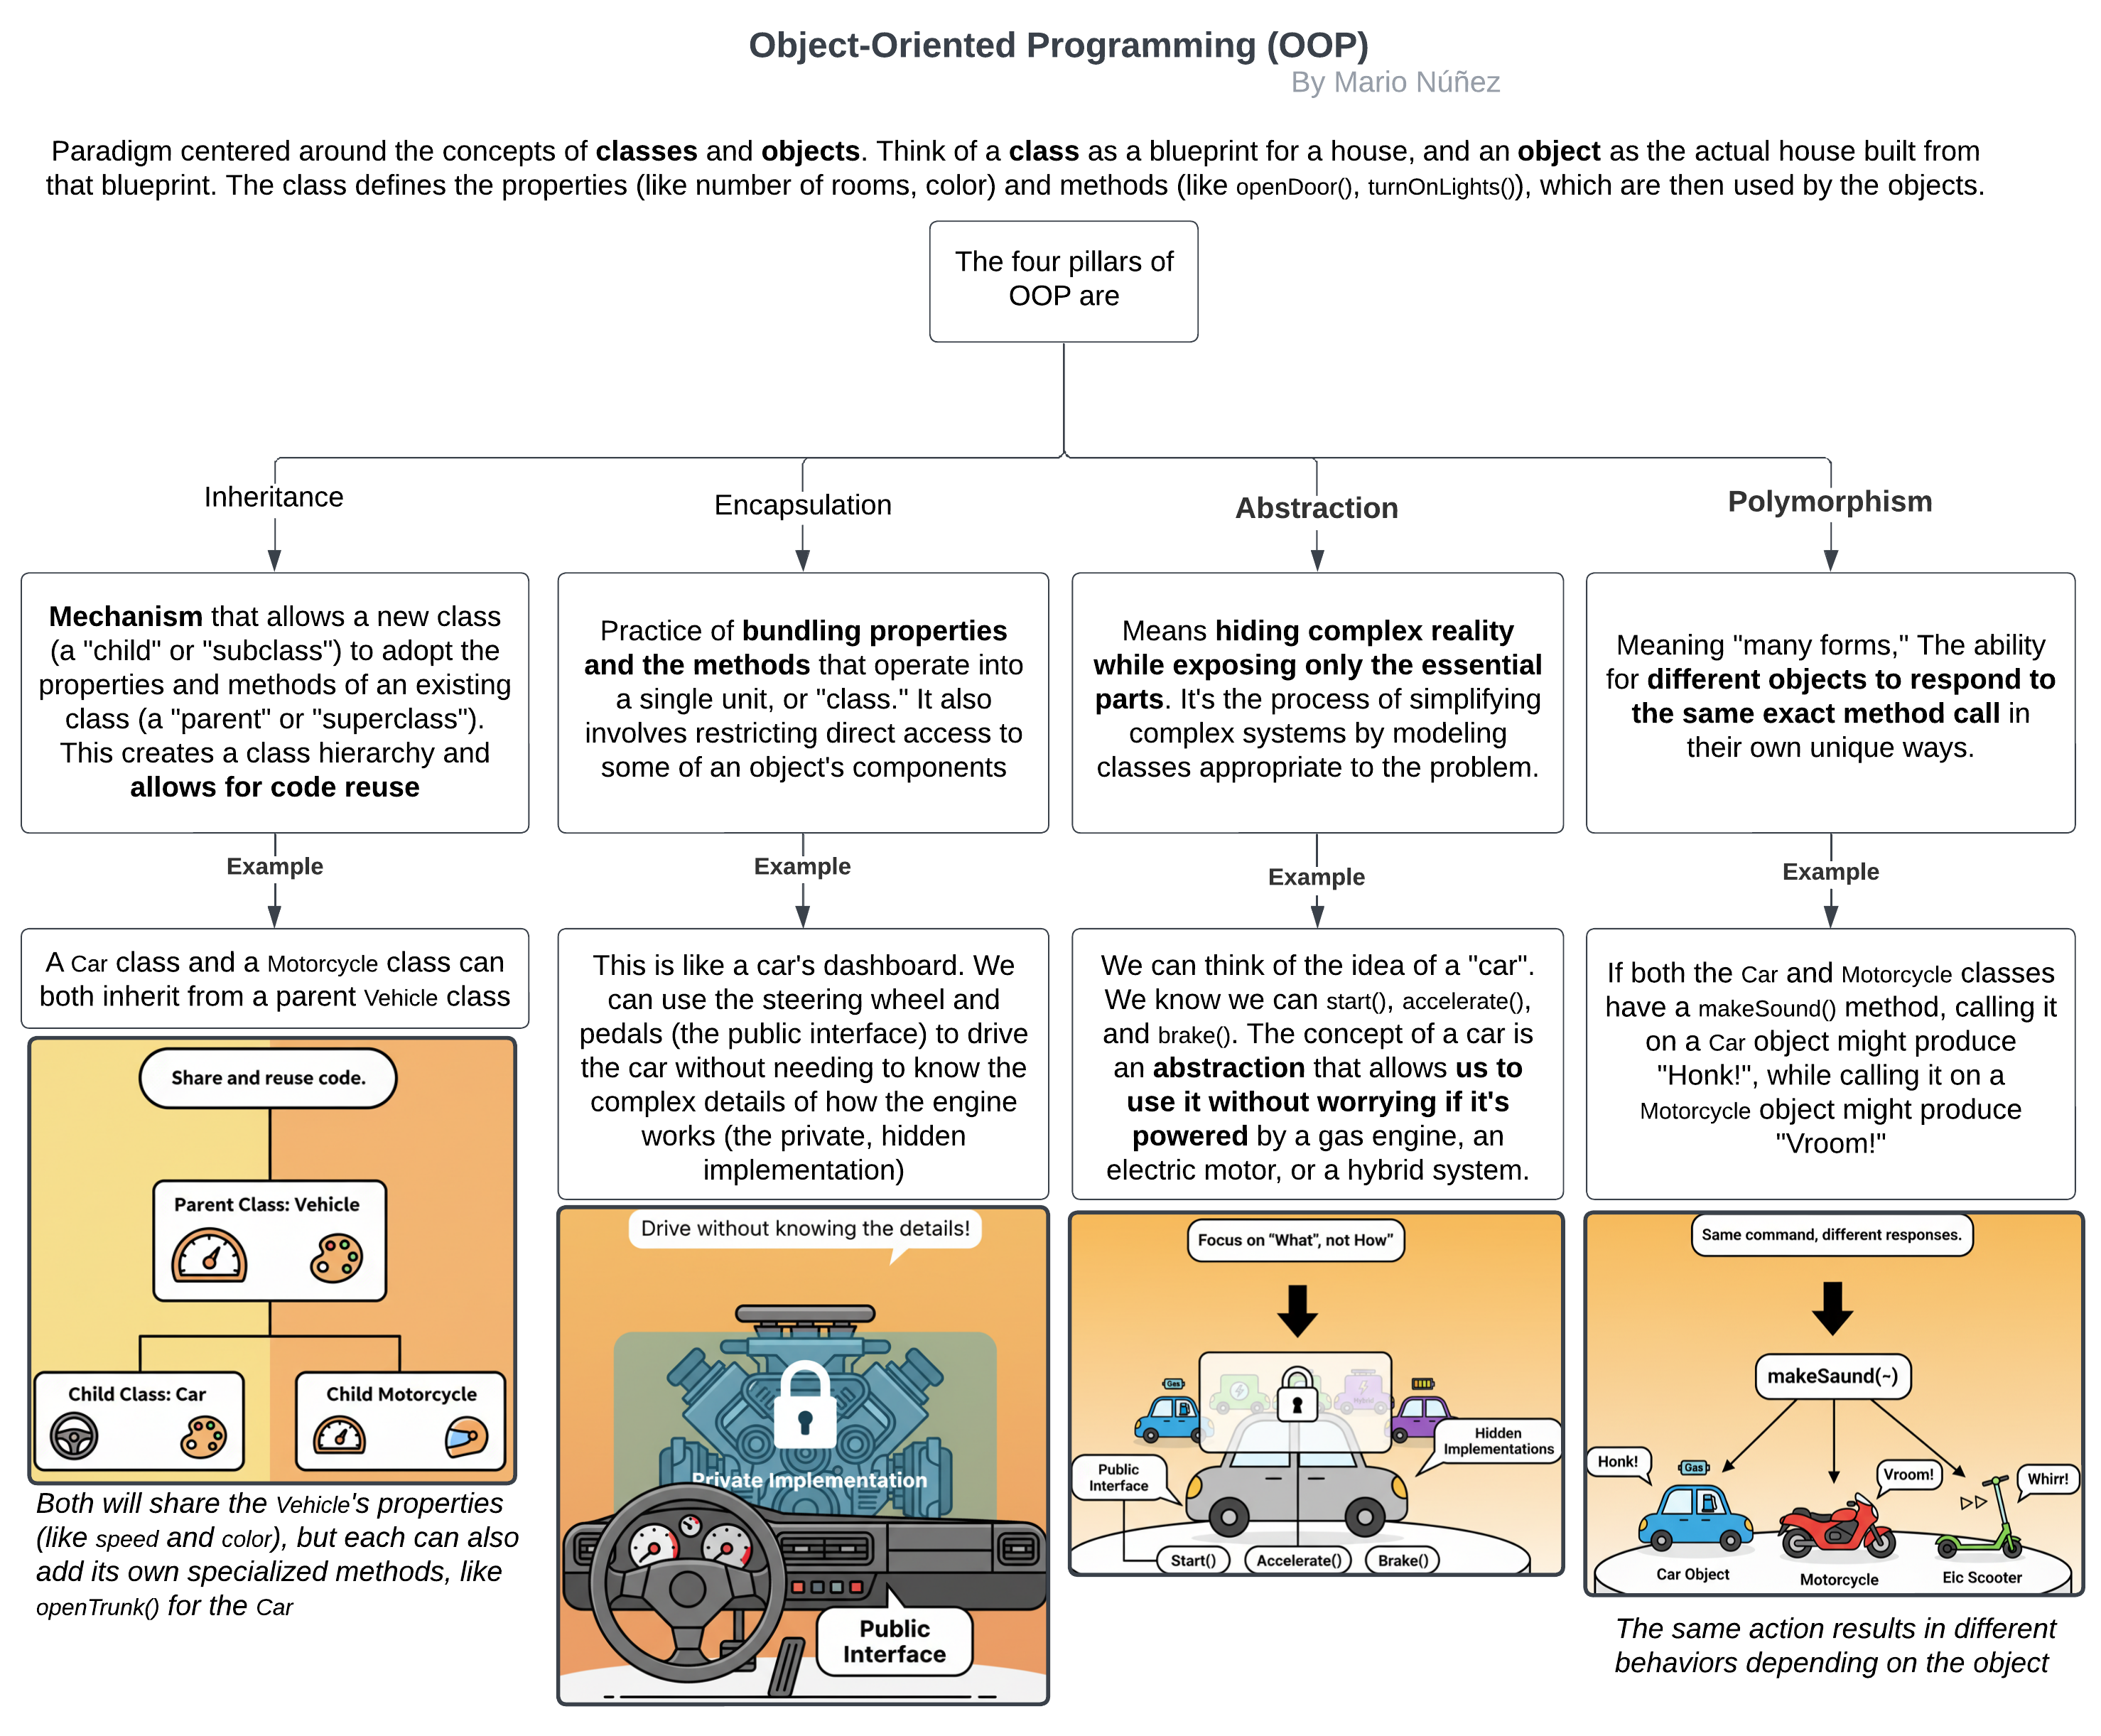 Object-Oriented Programming (OOP)
By Mario Núñez
Paradigm centered around the concepts of classes and objects. Think of a class as a blueprint for a house, and an object as the actual house built from
that blueprint. The class defines the properties (like number of rooms, color) and methods (like openDoor(), turnOnLights()), which are then used by the objects.
The four pillars of
OOP are
Inheritance
Mechanism that allows a new class
(a "child" or "subclass") to adopt the
properties and methods of an existing
class (a "parent" or "superclass").
This creates a class hierarchy and
allows for code reuse
Example
A Car class and a Motorcycle class can
both inherit from a parent Vehicle class
Share and reuse code.
Parent Class: Vehicle
Child Class: Car
Child Motorcycle
Both will share the Vehicle's properties
(like speed and color), but each can also
add its own specialized methods, like
openTrunk() for the Car
Encapsulation
Practice of bundling properties
and the methods that operate into
a single unit, or "class." It also
involves restricting direct access to
some of an object's components
Example
This is like a car's dashboard. We
can use the steering wheel and
pedals (the public interface) to drive
the car without needing to know the
complex details of how the engine
works (the private, hidden
implementation)
Drive without knowing the details!
Private Implementation
Public
Interface
Abstraction
Means hiding complex reality
while exposing only the essential
parts. It's the process of simplifying
complex systems by modeling
classes appropriate to the problem.
Example
We can think of the idea of a "car".
We know we can start(), accelerate(),
and brake(). The concept of a car is
an abstraction that allows us to
use it without worrying if it's
powered by a gas engine, an
electric motor, or a hybrid system.
Focus on “What”, not How”
Gas
Hidden
Implementations
Public
Interface
Start()
Accelerate()
Brake()
Polymorphism
Meaning "many forms," The ability
for different objects to respond to
the same exact method call in
their own unique ways.
Example
If both the Car and Motorcycle classes
have a makeSound() method, calling it
on a Car object might produce
"Honk!", while calling it on a
Motorcycle object might produce
"Vroom!"
Same command, different responses.
makeSaund(~)
Honk!
Gas
Vroom!
Whirr!
Car Object
Motorcycle
Eic Scooter
The same action results in different
behaviors depending on the object